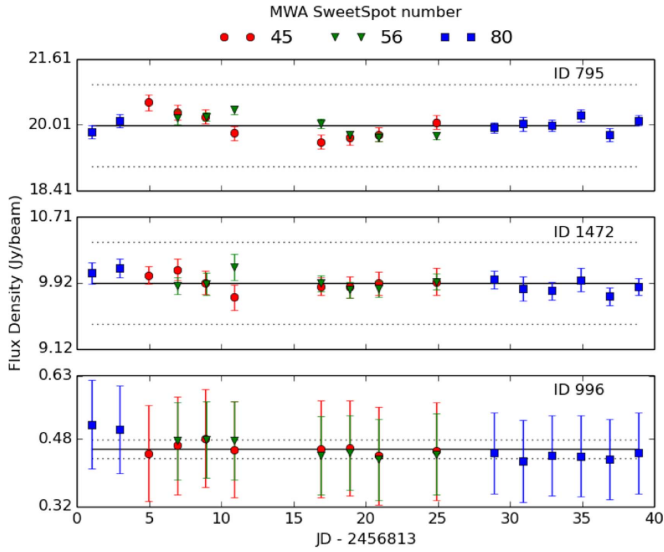 MWA SweetSpot number
45 56 80
21.61
ID 795
20.01
18.41
10.71
ID 1472
9.92
9.12
Flux Density (Jy/beam)
0.63
ID 996
0.48
0.32
0 5 10 15 20 25 30 35 40
JD - 2456813